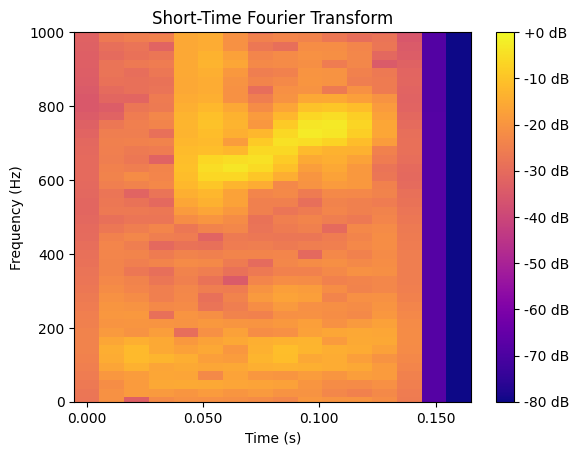 Short-Time Fourier Transform
1000
800
600
400
200
0
Frequency (Hz)
0.000
0.050
0.100
0.150
Time (s)
+0 dB
-10 dB
-20 dB
-30 dB
-40 dB
-50 dB
-60 dB
-70 dB
-80 dB